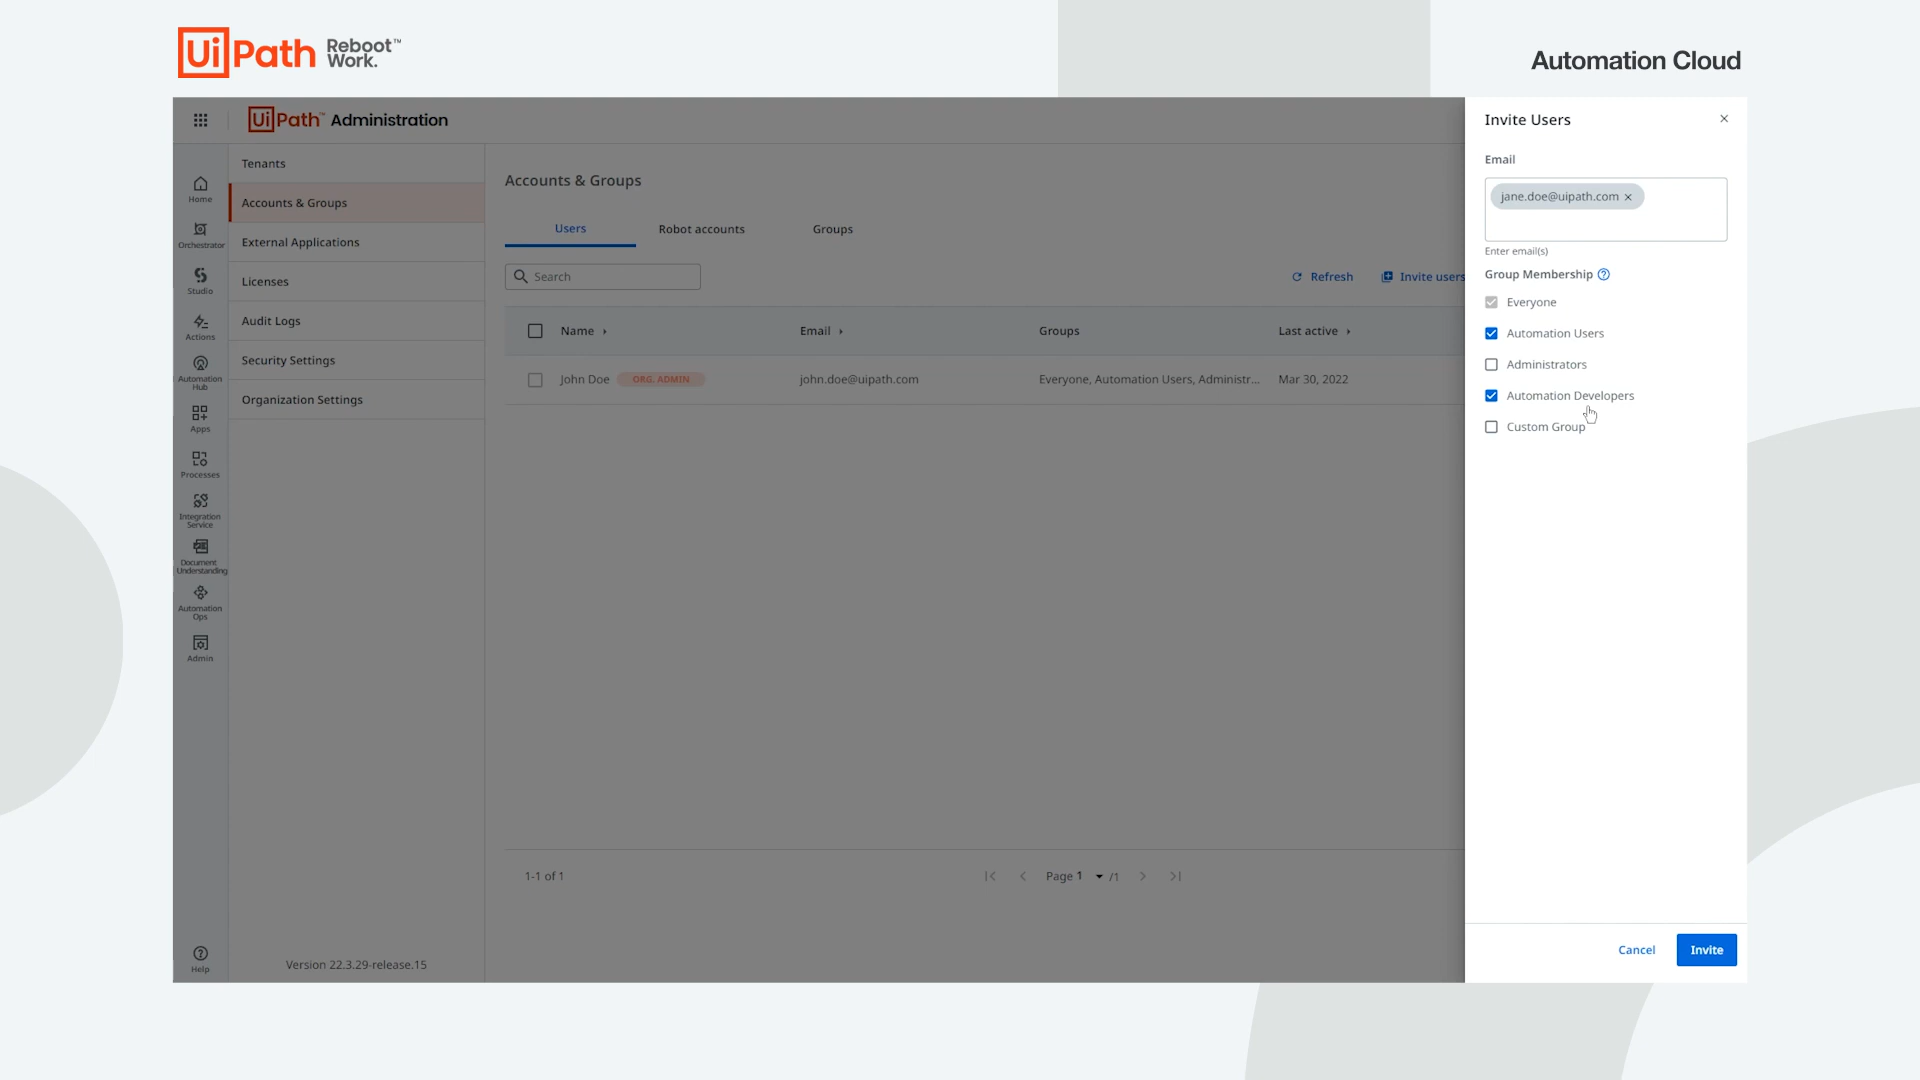 UiPath Reboot Work.™
Automation Cloud
UiPath™ Administration
Home
Orchestrator
Studio
Actions
Automation
Hub
Apps
Processes
Integration
Service
Document
Understanding
Automation
Ops
Admin
Help
Tenants
Accounts & Groups
External Applications
Licenses
Audit Logs
Security Settings
Organization Settings
Version 22.3.29-release.15
Accounts & Groups
Users Robot accounts Groups
Search Refresh Invite users
Name Email Groups Last active
John Doe ORG. ADMIN john.doe@uipath.com Everyone, Automation Users, Administr... Mar 30, 2022
1-1 of 1 Page 1 /1
Invite Users
Email
jane.doe@uipath.com
Enter email(s)
Group Membership
Everyone
Automation Users
Administrators
Automation Developers
Custom Group
Cancel Invite